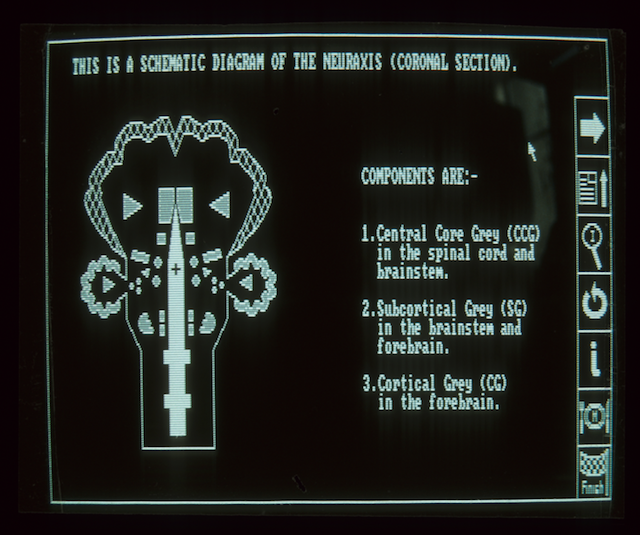 THIS IS A SCHEMATIC DIAGRAM OF THE NEURAXIS (CORONAL SECTION).
COMPONENTS ARE:-
1.Central Core Grey (CCG)
in the spinal cord and
brainstem.
2.Subcortical Grey (SG)
in the brainstem and
forebrain.
3.Cortical Grey (CG)
in the forebrain.
i
Finish